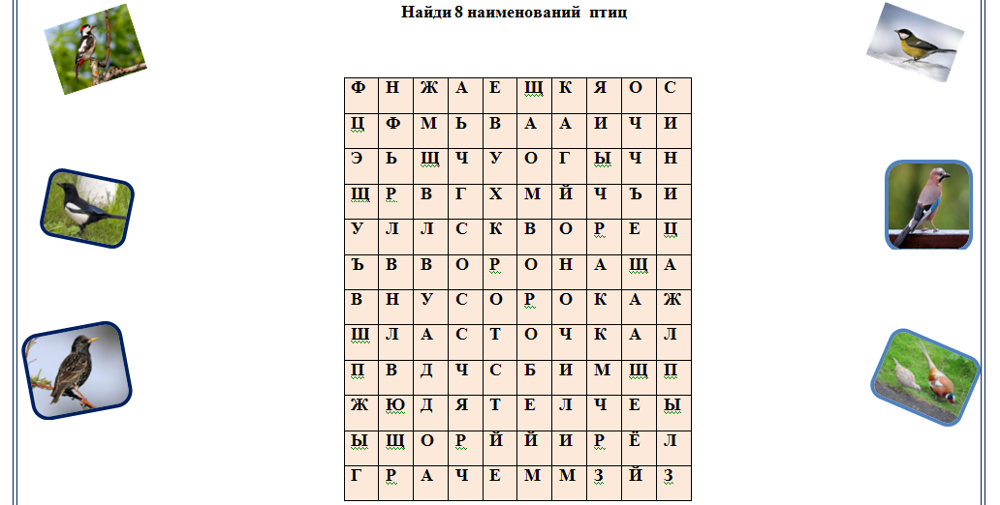 Найди 8 наименований птиц
Ф Н Ж А Е Щ К Я О С
Ц Ф М Ь В А А И Ч И
Э Ь Щ Ч У О Г Ы Ч Н
Щ Р В Г Х М Й Ч Ъ И
У Л Л С К В О Р Е Ц
Ъ В В О Р О Н А Щ А
В Н У С О Р О К А Ж
Ш Л А С Т О Ч К А Л
П В Д Ч С Б И М Щ П
Ж Ю Д Я Т Е Л Ч Е Ы
Ы Щ О Р Й Й И Р Ё Л
Г Р А Ч Е М М З Й З